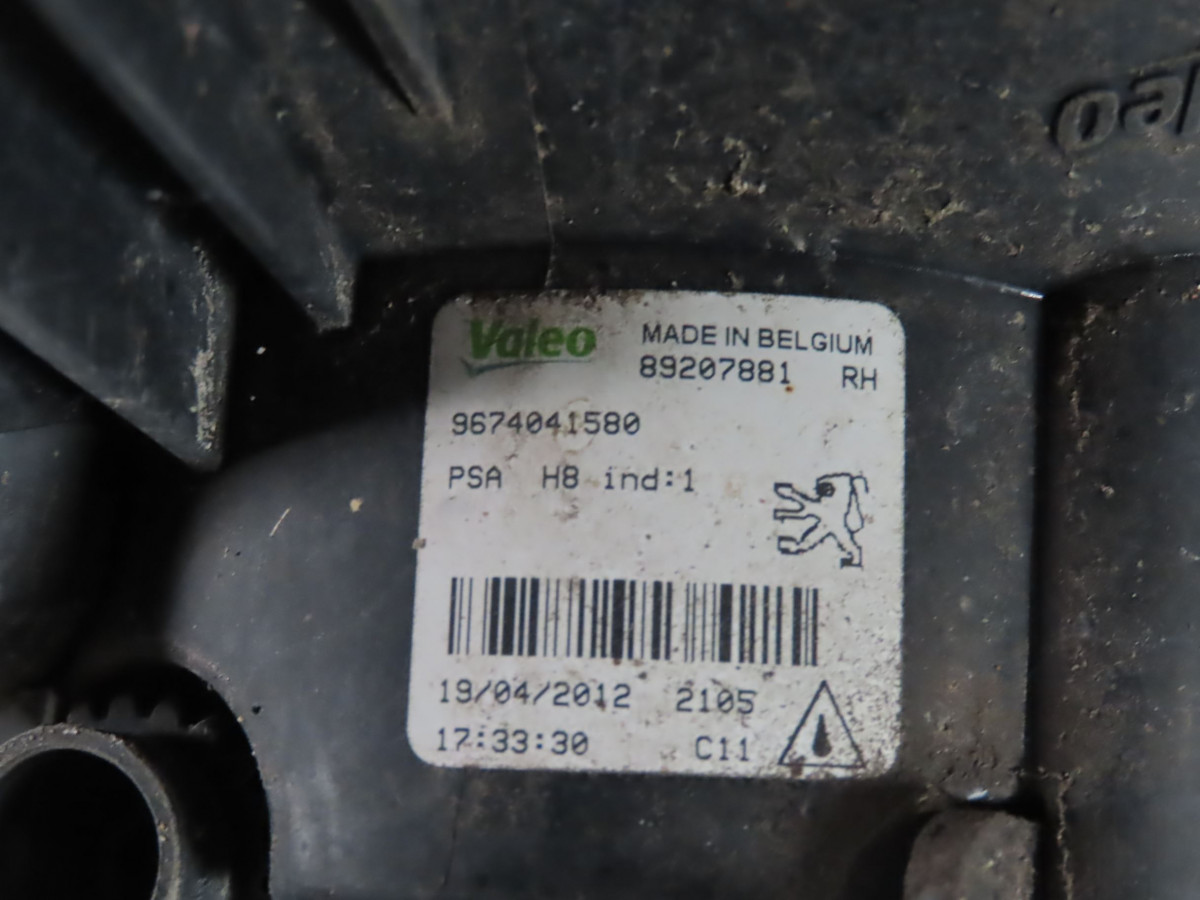 Valeo MADE IN BELGIUM
89207881 RH
9674041580
PSA H8 ind:1
19/04/2012 2105
17:33:30 C11